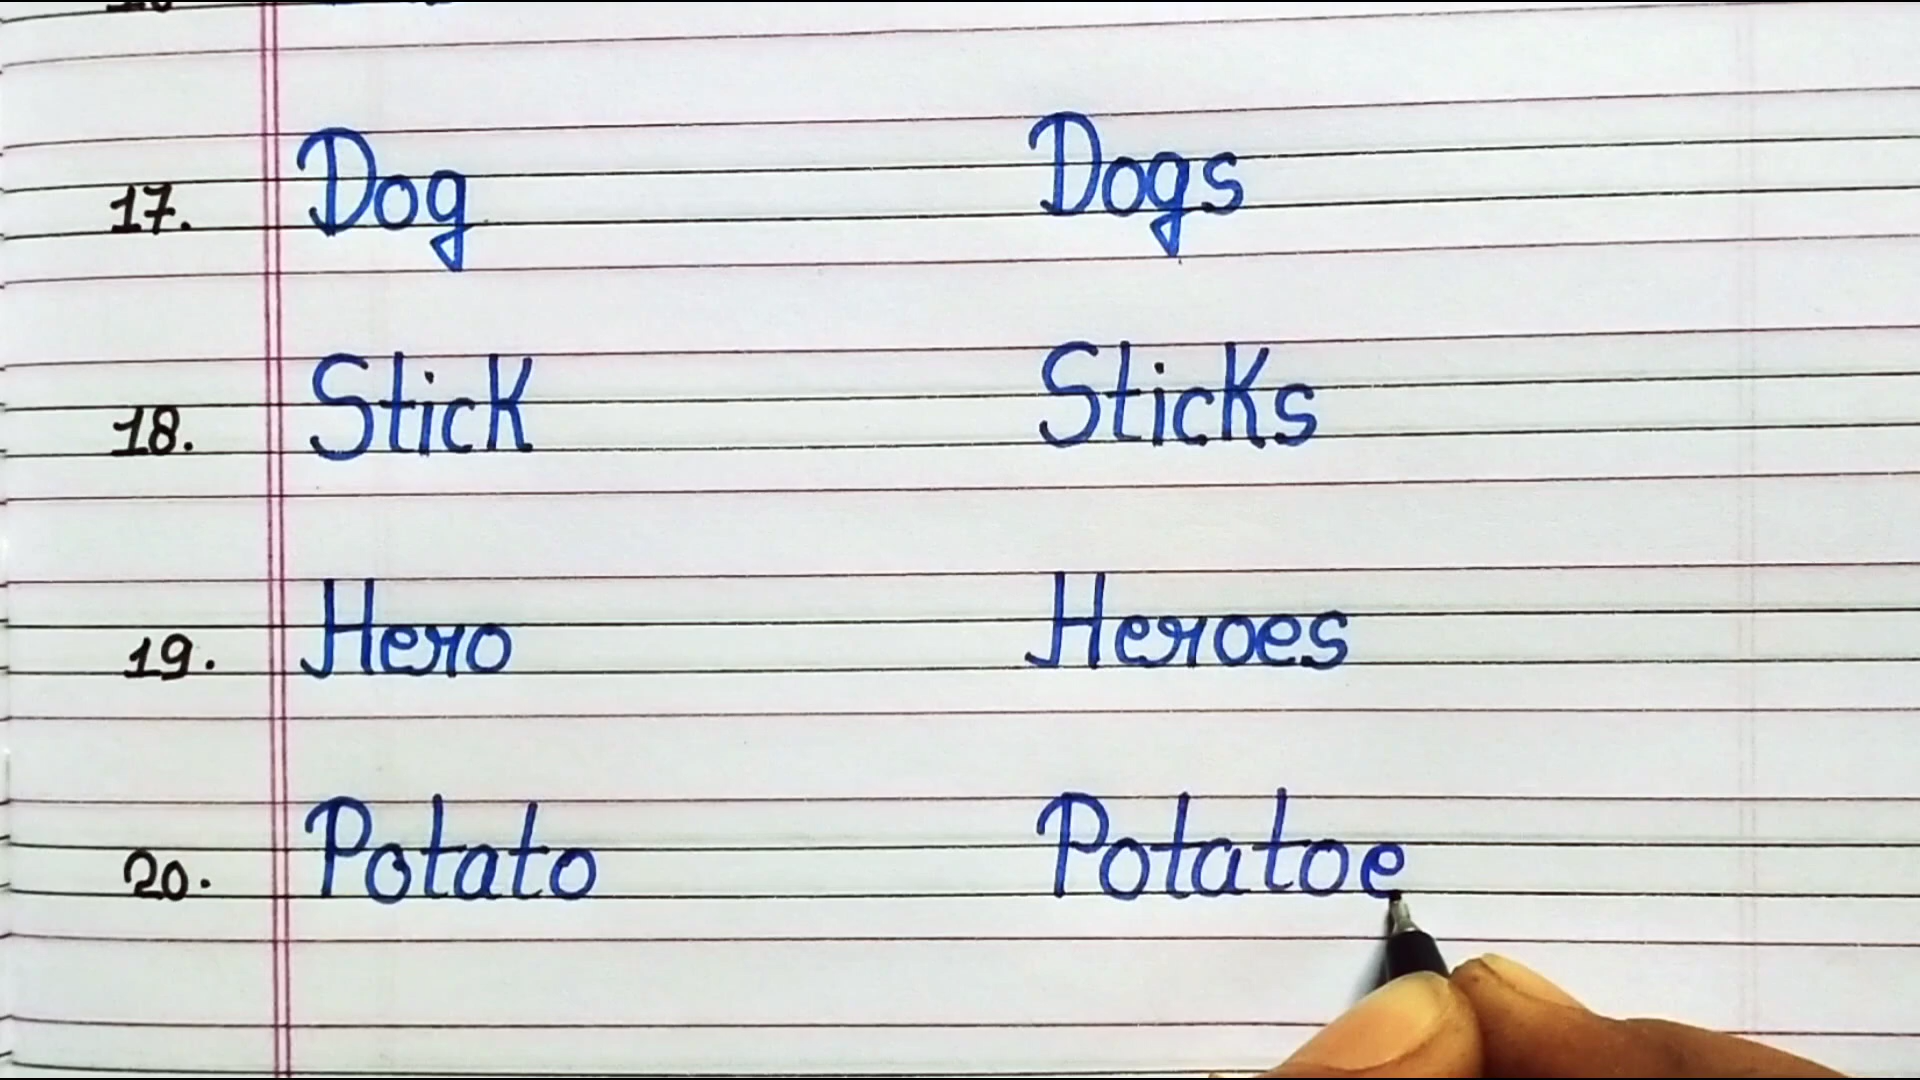 17. Dog Dogs
18. Stick Sticks
19. Hero Heroes
20. Potato Potatoe